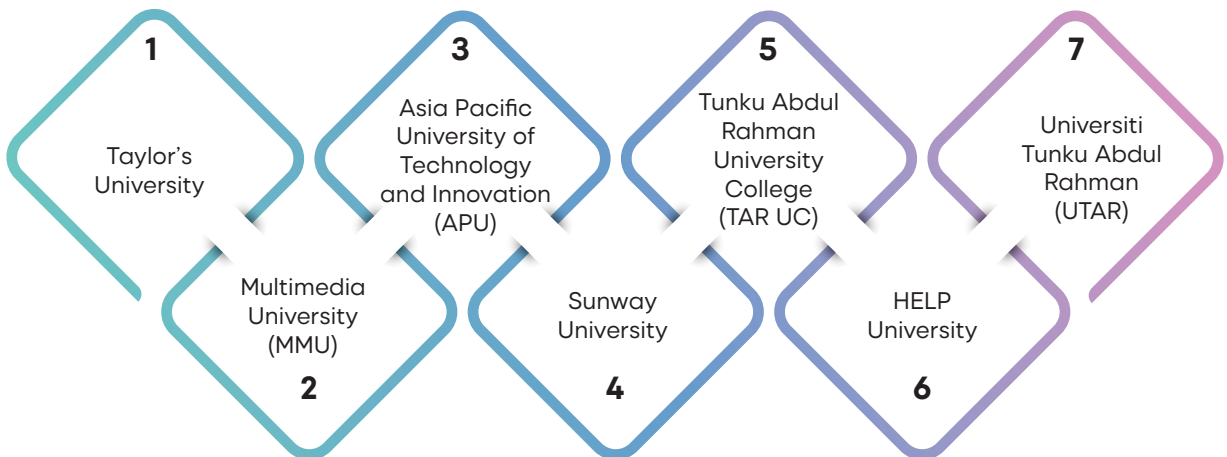 1
Taylor’s
University
Multimedia
University
(MMU)
2
3
Asia Pacific
University of
Technology
and Innovation
(APU)
Sunway
University
4
5
Tunku Abdul
Rahman
University
College
(TAR UC)
HELP
University
6
7
Universiti
Tunku Abdul
Rahman
(UTAR)